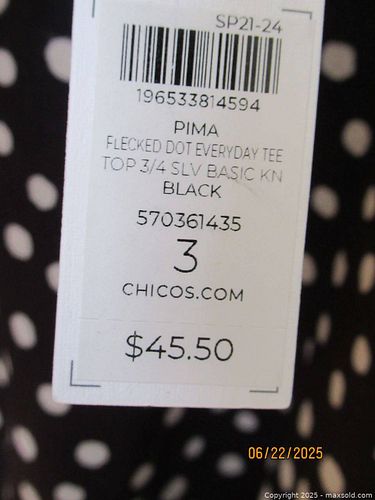 SP21-24
196533814594
PIMA
FLECKED DOT EVERYDAY TEE
TOP 3/4 SLV BASIC KN
BLACK
570361435
3
CHICOS.COM
$45.50
06/22/2025
Copyright © 2025 - maxsold.com